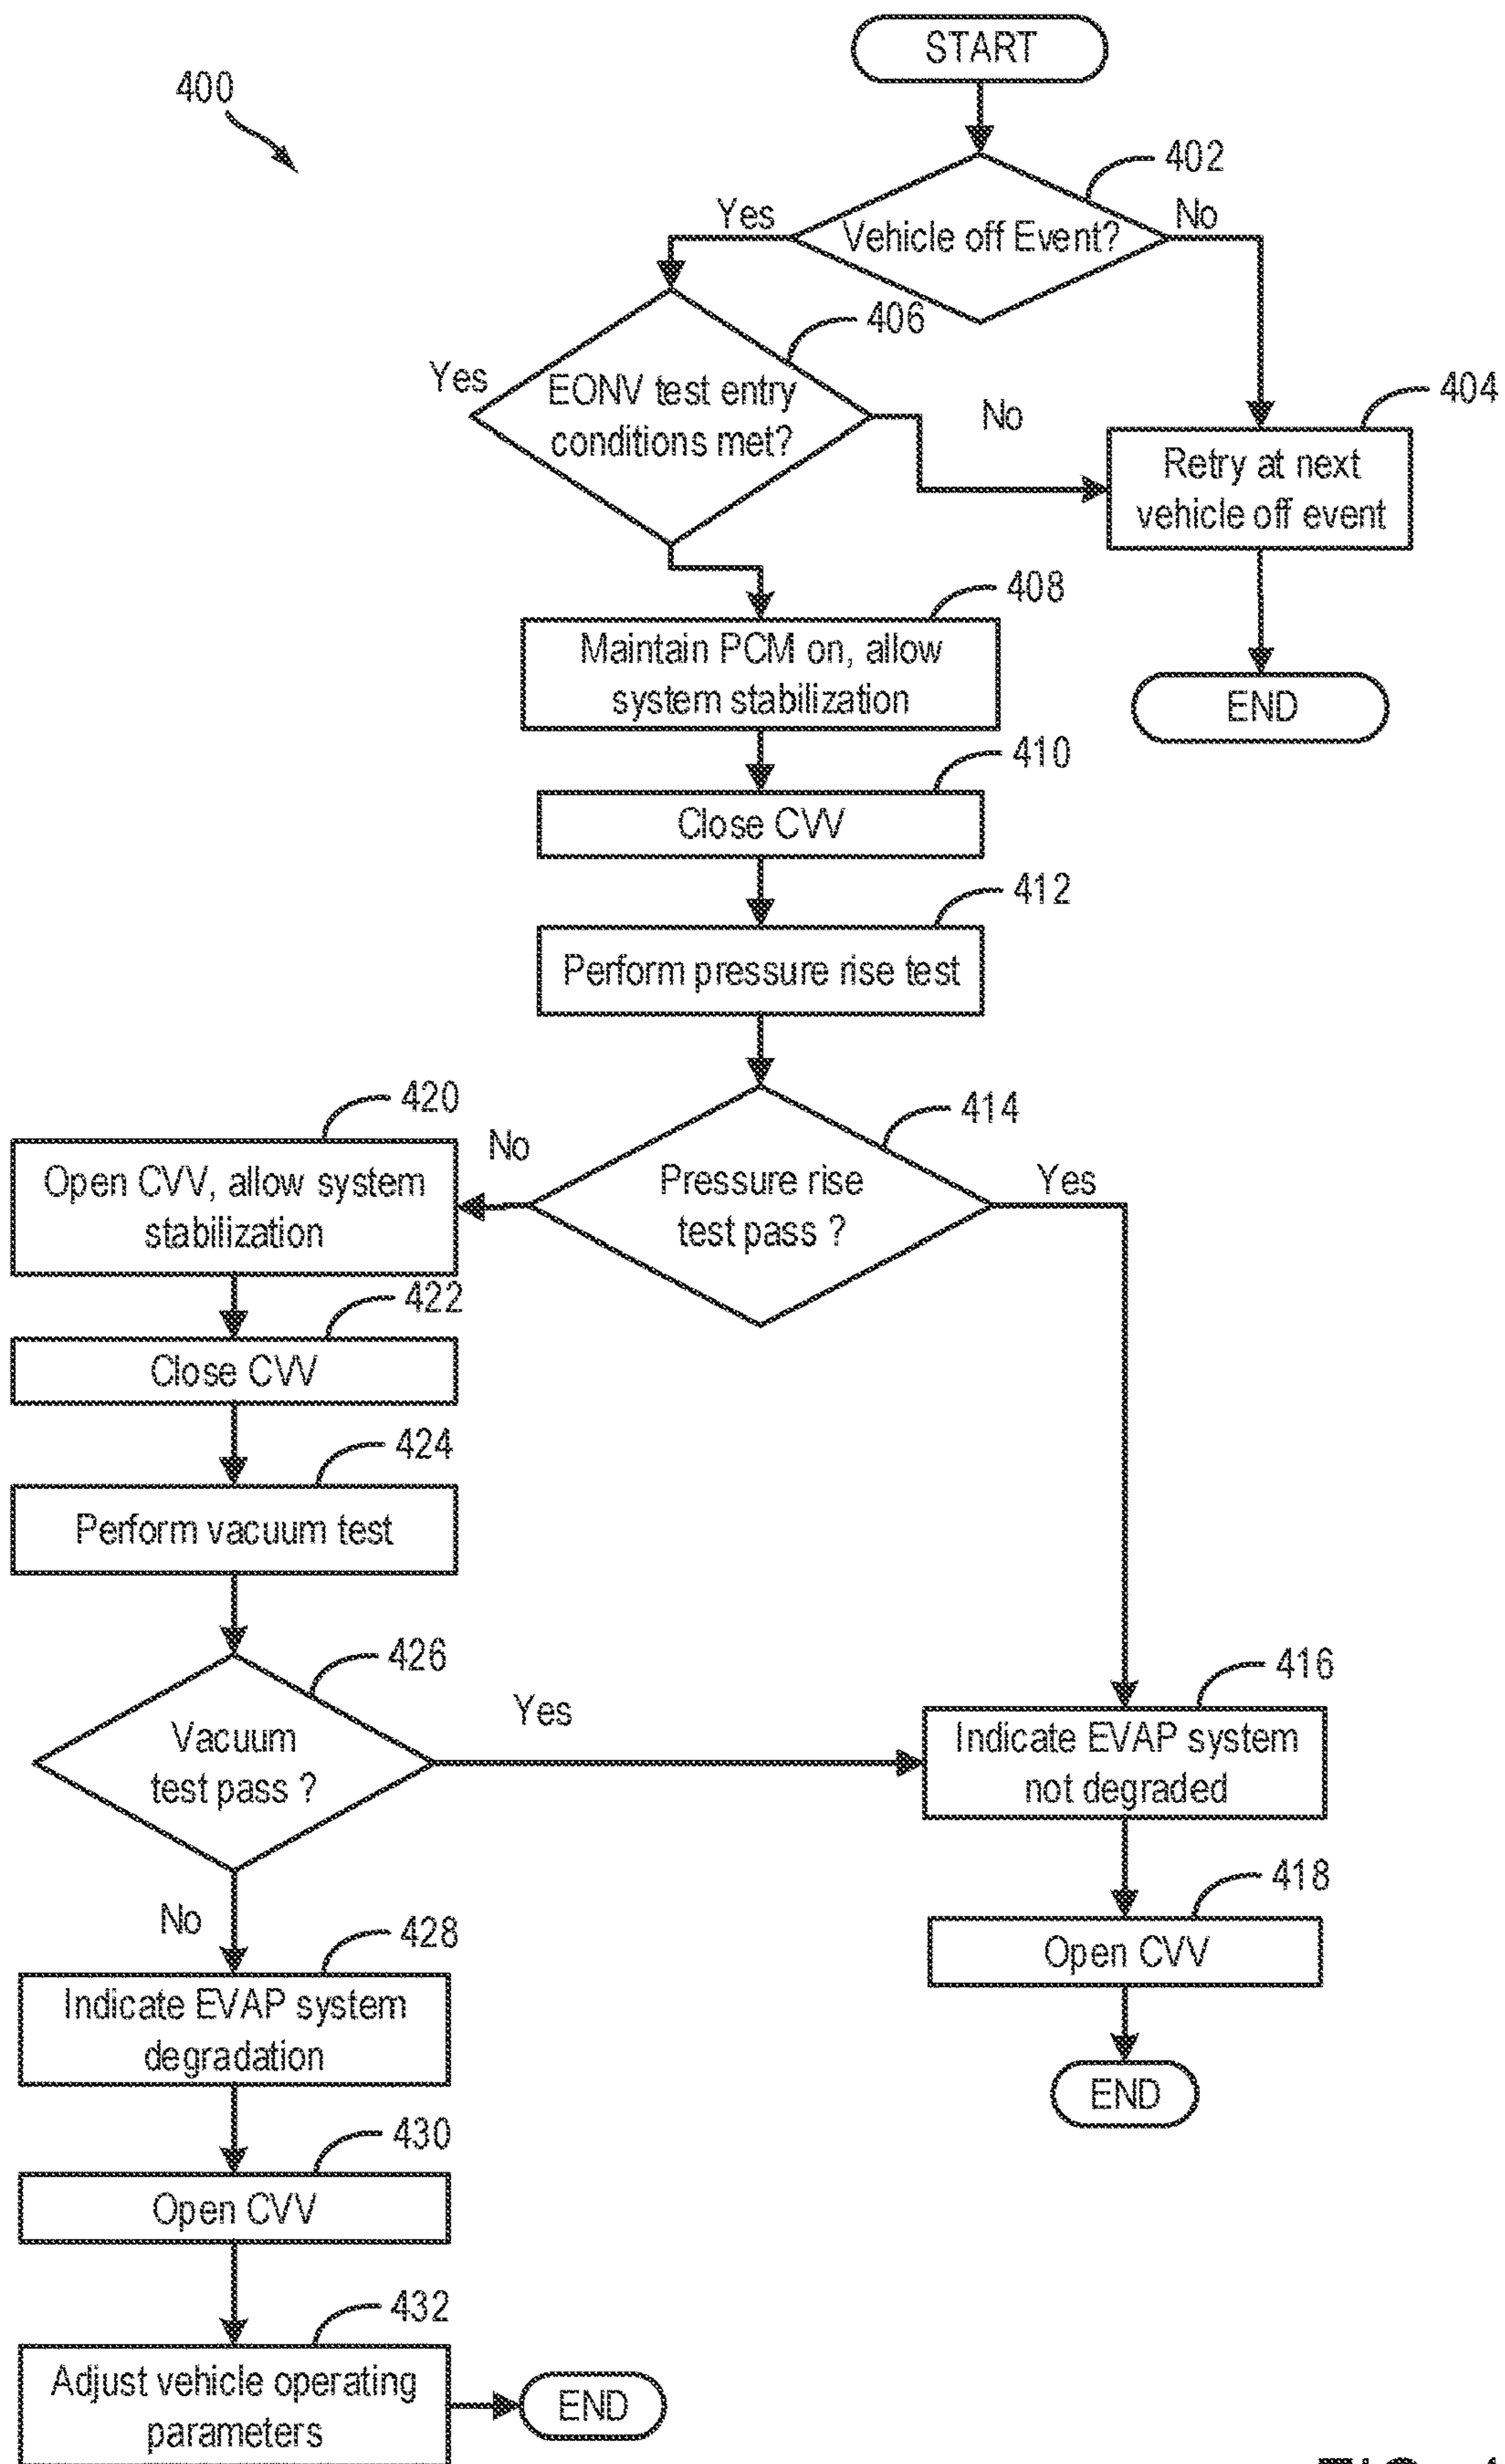 START
400
402
Yes
No
Vehicle off Event?
406
Yes
EONV test entry
conditions met?
No
404
Retry at next
vehicle off event
408
Maintain PCM on, allow
system stabilization
END
410
Close CVV
412
Perform pressure rise test
420
414
No
Open CVV, allow system
stabilization
Pressure rise
test pass ?
Yes
422
Close CVV
424
Perform vacuum test
426
Yes
416
Vacuum
test pass ?
Indicate EVAP system
not degraded
418
No
428
Open CVV
Indicate EVAP system
degradation
END
430
Open CVV
432
Adjust vehicle operating
parameters
END